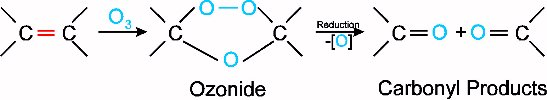 C=C
O3
O-O
C C
O
Ozonide
Reduction
-[O]
C=O + O=C
Carbonyl Products